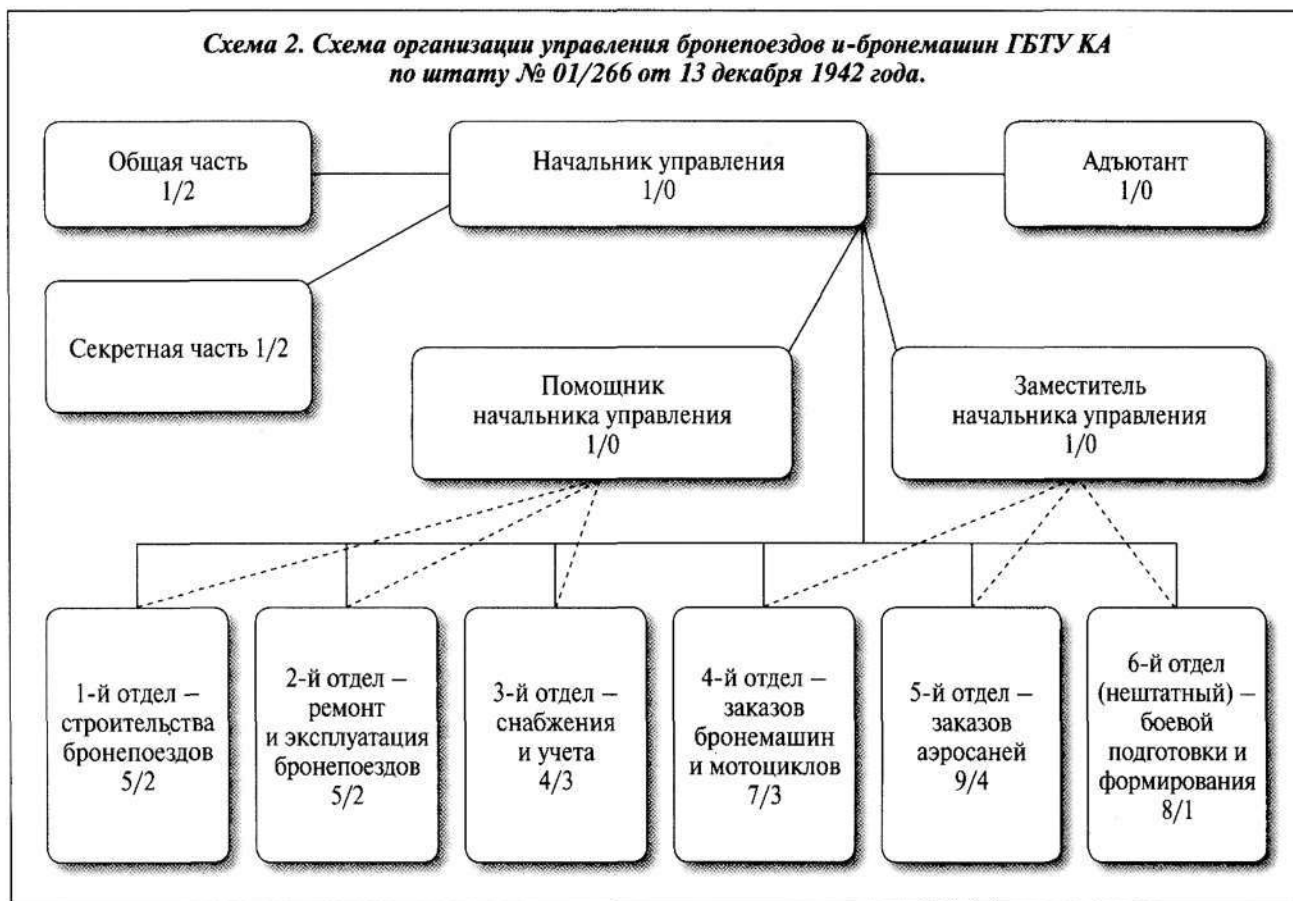 Схема 2. Схема организации управления бронепоездов и-бронемашин ГБТУ КА
по штату № 01/266 от 13 декабря 1942 года.
Общая часть
1/2
Начальник управления
1/0
Адъютант
1/0
Секретная часть 1/2
Помощник
начальника управления
1/0
Заместитель
начальника управления
1/0
1-й отдел –
строительства
бронепоездов
5/2
2-й отдел –
ремонт
и эксплуатация
бронепоездов
5/2
3-й отдел –
снабжения
и учета
4/3
4-й отдел –
заказов
бронемашин
и мотоциклов
7/3
5-й отдел –
заказов
аэросаней
9/4
6-й отдел
(нештатный) –
боевой
подготовки и
формирования
8/1